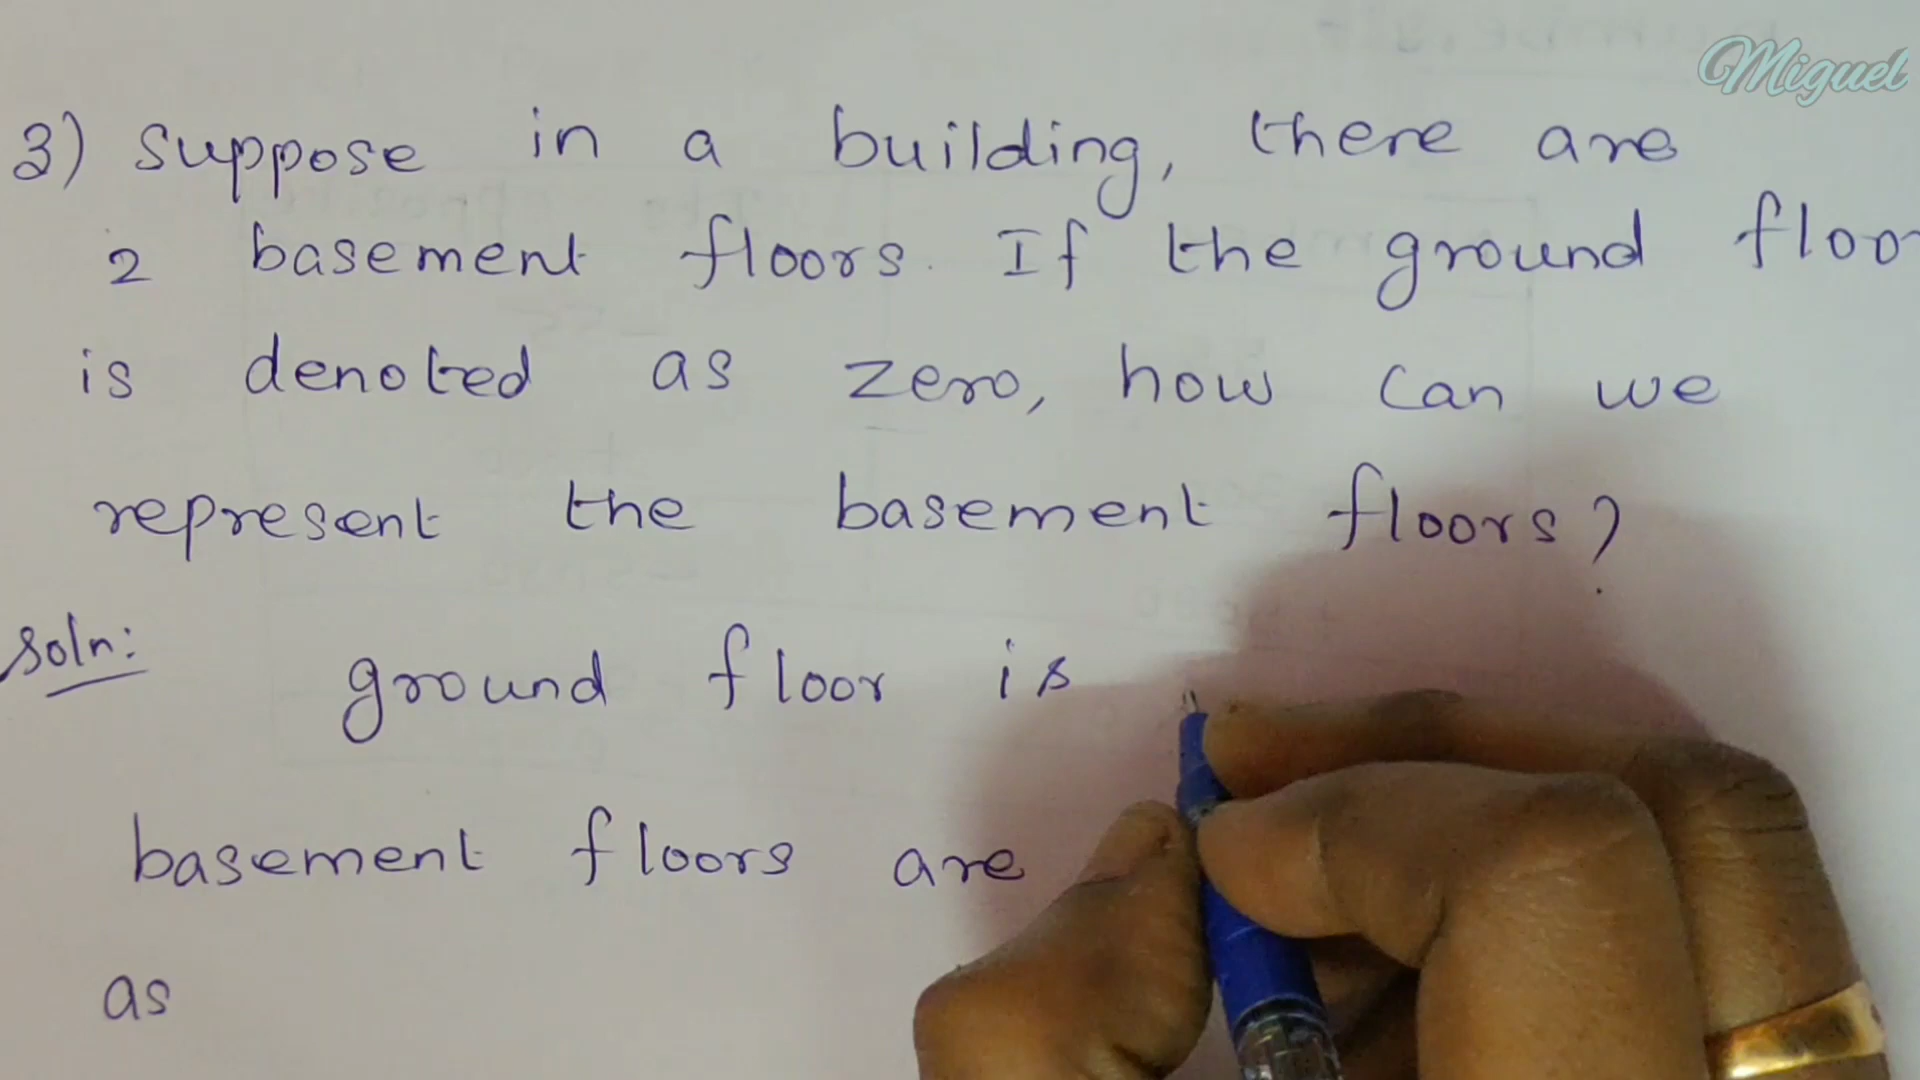 Miguel
3) Suppose in a building, there are
2 basement floors. If the ground floor
is denoted as zero, how can we
represent the basement floors?
Soln:
ground floor is
basement floors are
as